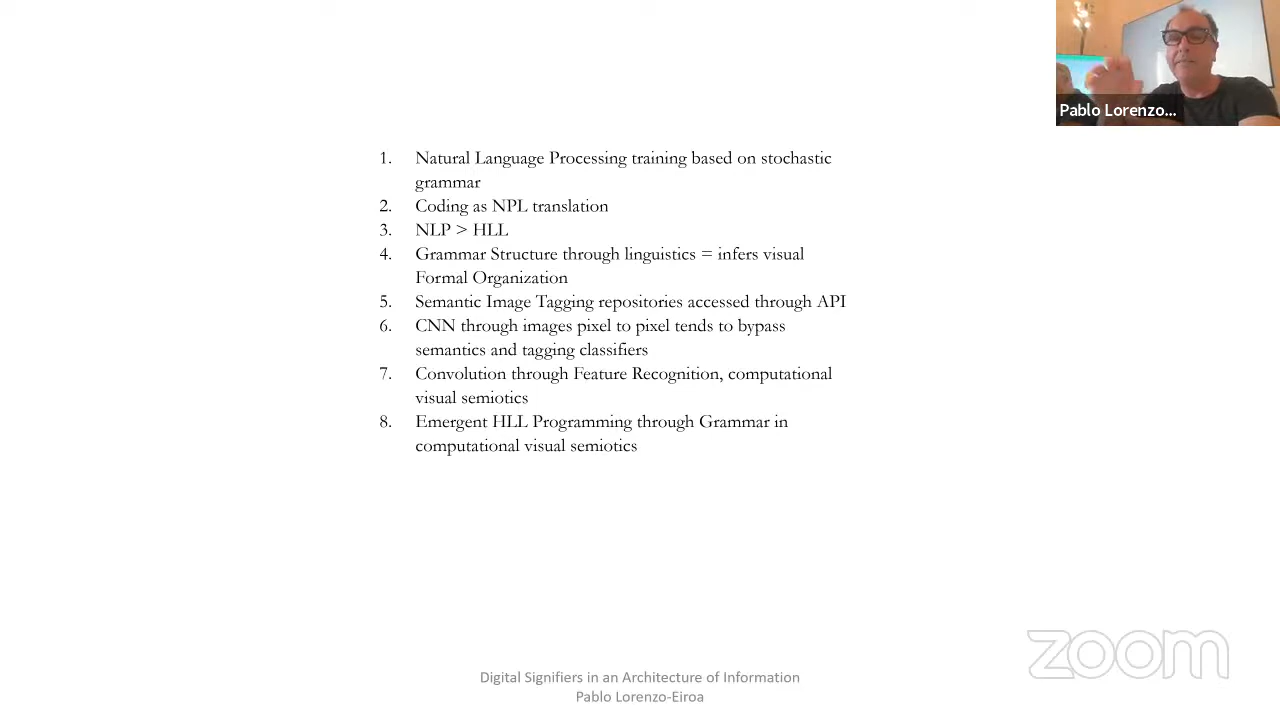 Pablo Lorenzo...
1. Natural Language Processing training based on stochastic
grammar
2. Coding as NPL translation
3. NLP > HLL
4. Grammar Structure through linguistics = infers visual
Formal Organization
5. Semantic Image Tagging repositories accessed through API
6. CNN through images pixel to pixel tends to bypass
semantics and tagging classifiers
7. Convolution through Feature Recognition, computational
visual semiotics
8. Emergent HLL Programming through Grammar in
computational visual semiotics
zoom
Digital Signifiers in an Architecture of Information
Pablo Lorenzo-Eiroa